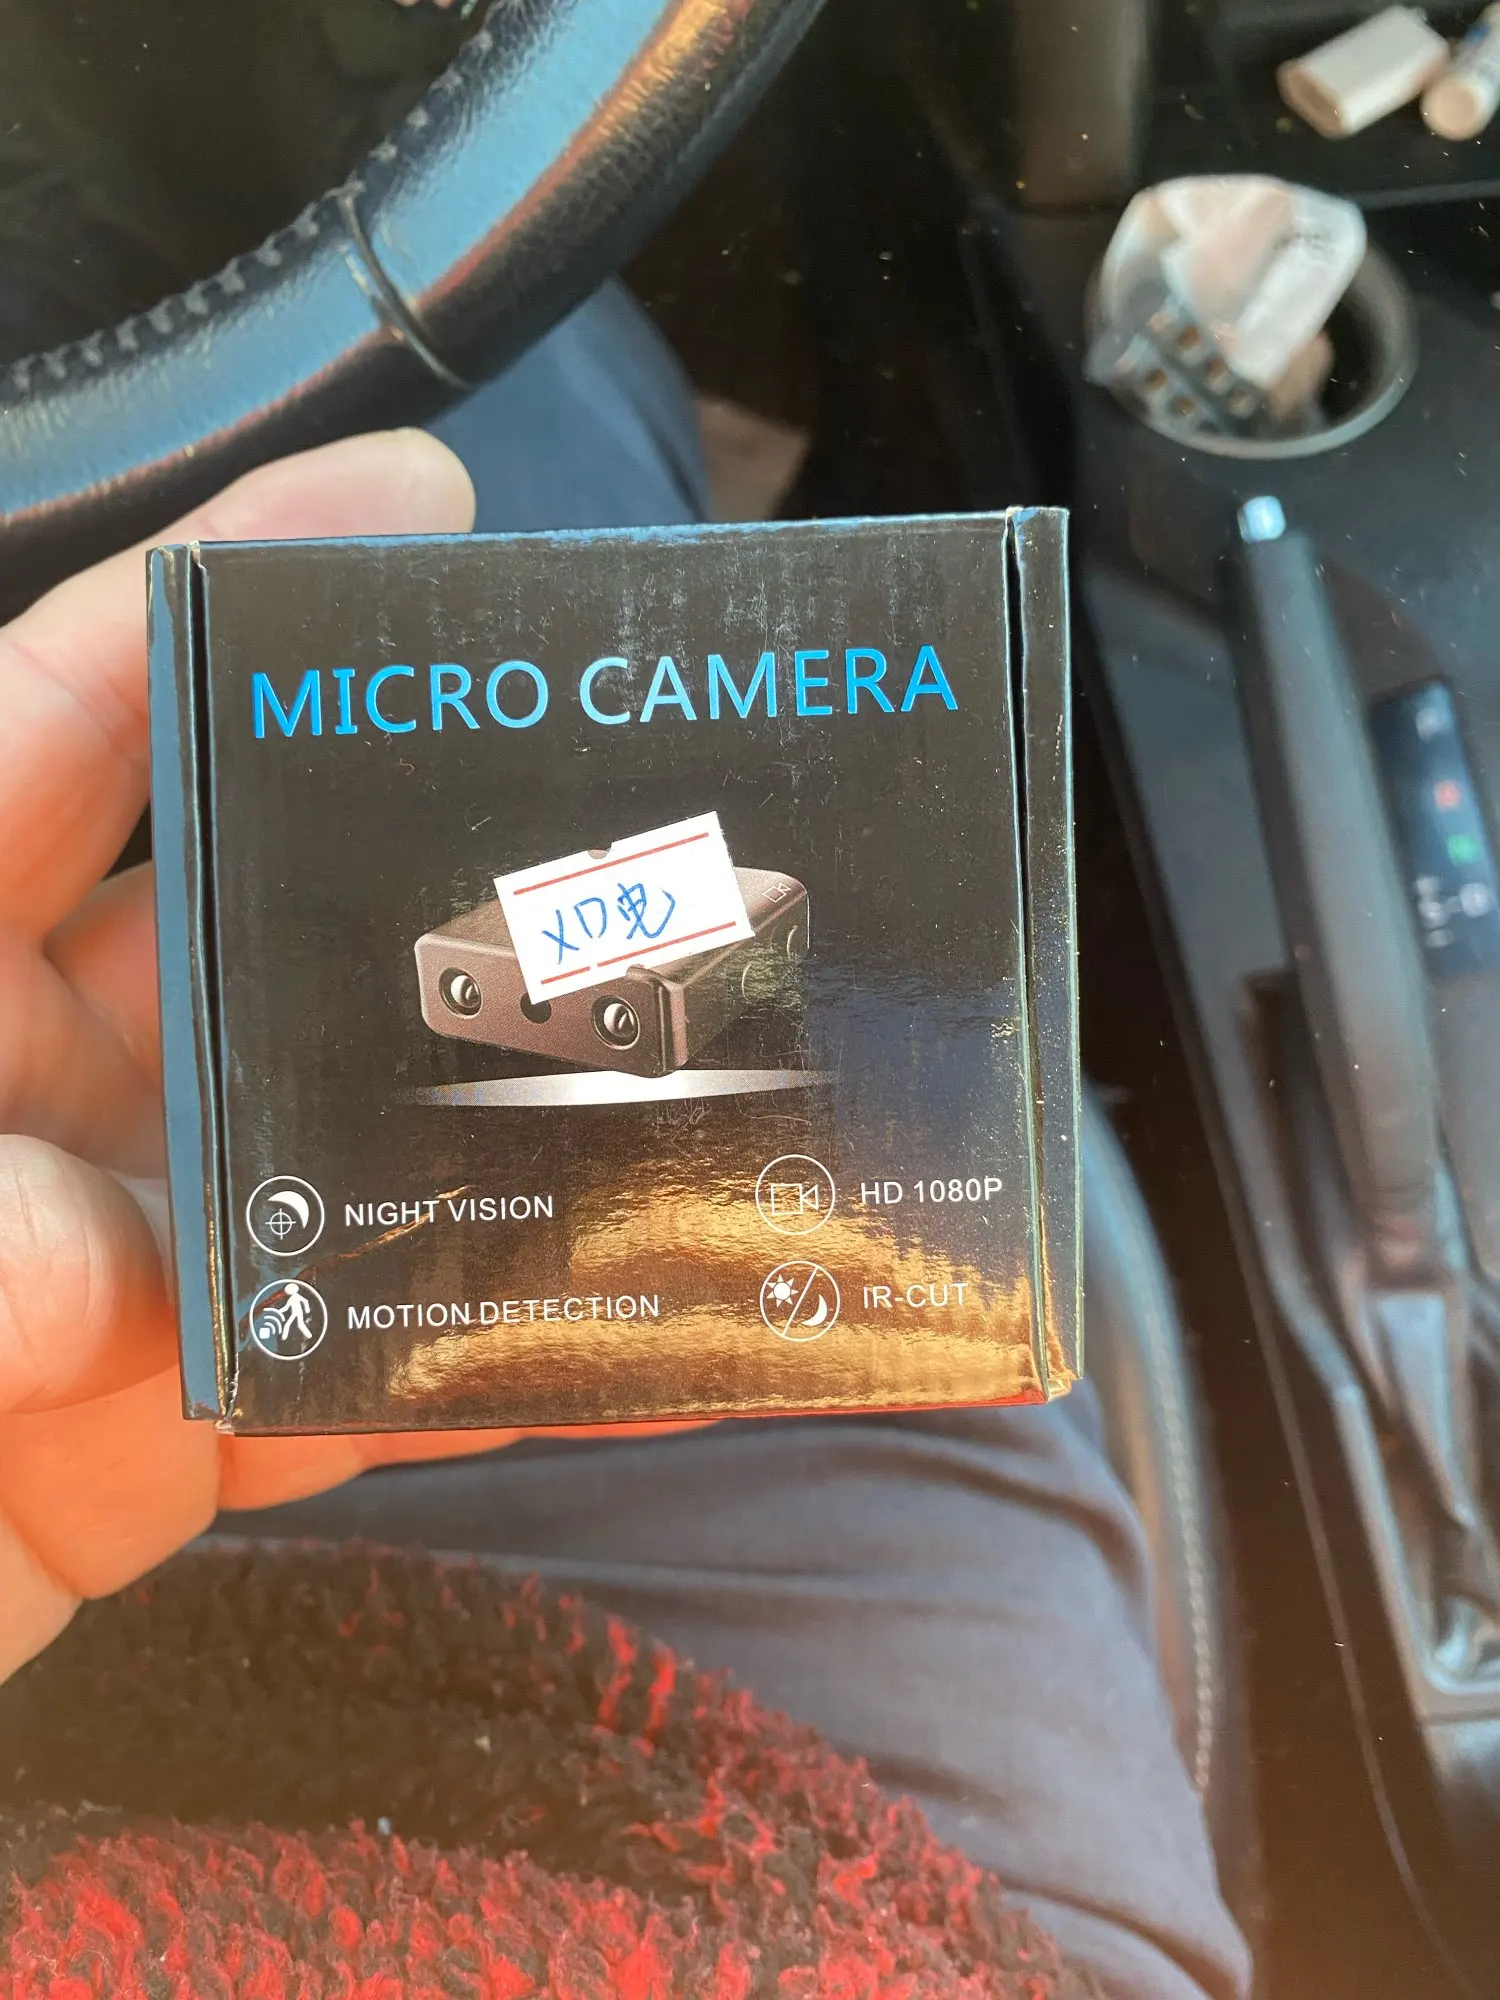 MICRO CAMERA
XD电
NIGHT VISION
HD 1080P
MOTION DETECTION
IR-CUT